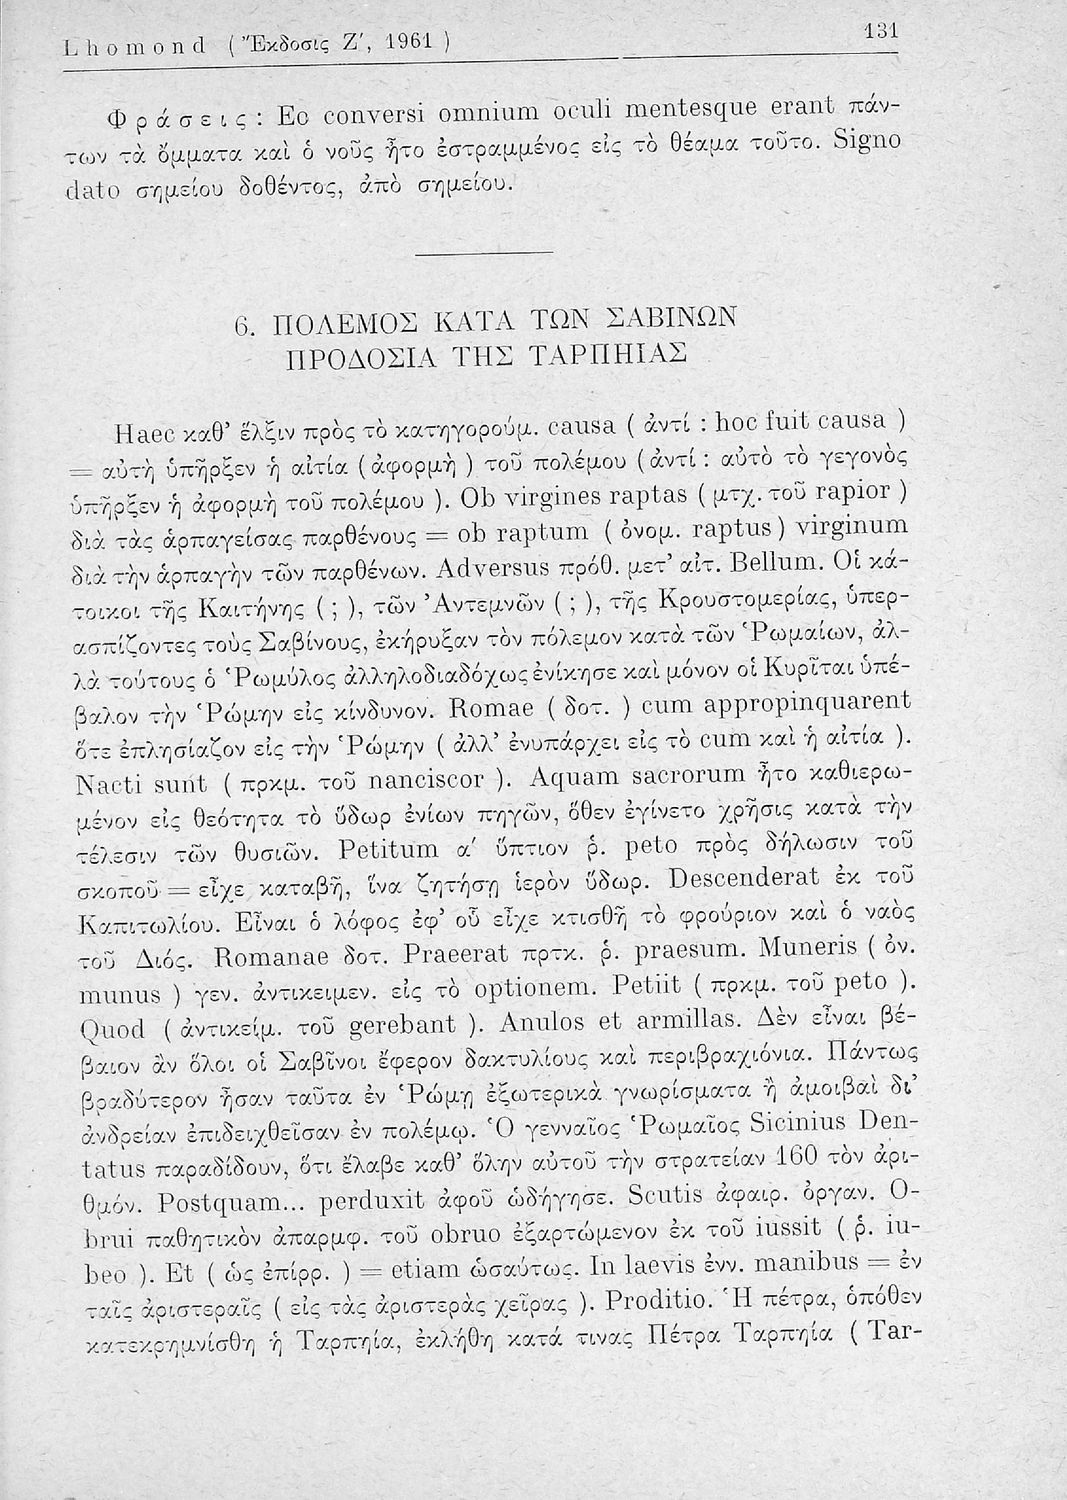 Lhomond ( Ἔκδοσις Ζ΄, 1961 ) 131
Φράσεις : Eo conversi omnium oculi mentesque erant πάν-
των τὰ ὄμματα καὶ ὁ νοῦς ἦτο ἐστραμμένος εἰς τὸ θέαμα τοῦτο. Signo
dato σημείου δοθέντος, ἀπὸ σημείου.
6. ΠΟΛΕΜΟΣ ΚΑΤΑ ΤΩΝ ΣΑΒΙΝΩΝ
ΠΡΟΔΟΣΙΑ ΤΗΣ ΤΑΡΠΗΙΑΣ
Haec καθ’ ἕλξιν πρὸς τὸ κατηγορούμ. causa ( ἀντί : hoc fuit causa )
= αὐτὴ ὑπῆρξεν ἡ αἰτία ( ἀφορμὴ ) τοῦ πολέμου ( ἀντί : αὐτὸ τὸ γεγονὸς
ὑπῆρξεν ἡ ἀφορμὴ τοῦ πολέμου ). Ob virgines raptas ( μτχ. τοῦ rapior )
διὰ τὰς ἁρπαγείσας παρθένους = ob raptum ( ὀνομ. raptus ) virginum
διὰ τὴν ἁρπαγὴν τῶν παρθένων. Adversus πρόθ. μετ’ αἰτ. Bellum. Οἱ κά-
τοικοι τῆς Καιτήνης ( ; ), τῶν Ἀντεμνῶν ( ; ), τῆς Κρουστομερίας, ὑπερ-
ασπίζοντες τοὺς Σαβίνους, ἐκήρυξαν τὸν πόλεμον κατὰ τῶν Ῥωμαίων, ἀλ-
λὰ τούτους ὁ Ῥωμύλος ἀλληλοδιαδόχως ἐνίκησε καὶ μόνον οἱ Κυρῖται ὑπέ-
βαλον τὴν Ῥώμην εἰς κίνδυνον. Romae ( δοτ. ) cum appropinquarent
ὅτε ἐπλησίαζον εἰς τὴν Ῥώμην ( ἀλλ’ ἐνυπάρχει εἰς τὸ cum καὶ ἡ αἰτία ).
Nacti sunt ( πρκμ. τοῦ nanciscor ). Aquam sacrorum ἦτο καθιερω-
μένον εἰς θεότητα τὸ ὕδωρ ἐνίων πηγῶν, ὅθεν ἐγίνετο χρῆσις κατὰ τὴν
τέλεσιν τῶν θυσιῶν. Petitum α΄ ὕπτιον ῥ. peto πρὸς δήλωσιν τοῦ
σκοποῦ = εἶχε καταβῆ, ἵνα ζητήσῃ ἱερὸν ὕδωρ. Descenderat ἐκ τοῦ
Καπιτωλίου. Εἶναι ὁ λόφος ἐφ’ οὗ εἶχε κτισθῆ τὸ φρούριον καὶ ὁ ναὸς
τοῦ Διός. Romanae δοτ. Praeerat πρτκ. ῥ. praesum. Muneris ( ὀν.
munus ) γεν. ἀντικειμεν. εἰς τὸ optionem. Petiit ( πρκμ. τοῦ peto ).
Quod ( ἀντικείμ. τοῦ gerebant ). Anulos et armillas. Δὲν εἶναι βέ-
βαιον ἂν ὅλοι οἱ Σαβῖνοι ἔφερον δακτυλίους καὶ περιβραχιόνια. Πάντως
βραδύτερον ἦσαν ταῦτα ἐν Ῥώμῃ ἐξωτερικὰ γνωρίσματα ἢ ἀμοιβαὶ δι’
ἀνδρείαν ἐπιδειχθεῖσαν ἐν πολέμῳ. Ὁ γενναῖος Ῥωμαῖος Sicinius Den-
tatus παραδίδουν, ὅτι ἔλαβε καθ’ ὅλην αὐτοῦ τὴν στρατείαν 160 τὸν ἀρι-
θμόν. Postquam... perduxit ἀφοῦ ὡδήγησε. Scutis ἀφαιρ. ὀργαν. O-
brui παθητικὸν ἀπαρμφ. τοῦ obruo ἐξαρτώμενον ἐκ τοῦ iussit ( ῥ. iu-
beo ). Et ( ὡς ἐπίρρ. ) = etiam ὡσαύτως. In laevis ἐνν. manibus = ἐν
ταῖς ἀριστεραῖς ( εἰς τὰς ἀριστερὰς χεῖρας ). Proditio. Ἡ πέτρα, ὁπόθεν
κατεκρημνίσθη ἡ Ταρπηία, ἐκλήθη κατά τινας Πέτρα Ταρπηία ( Tar-